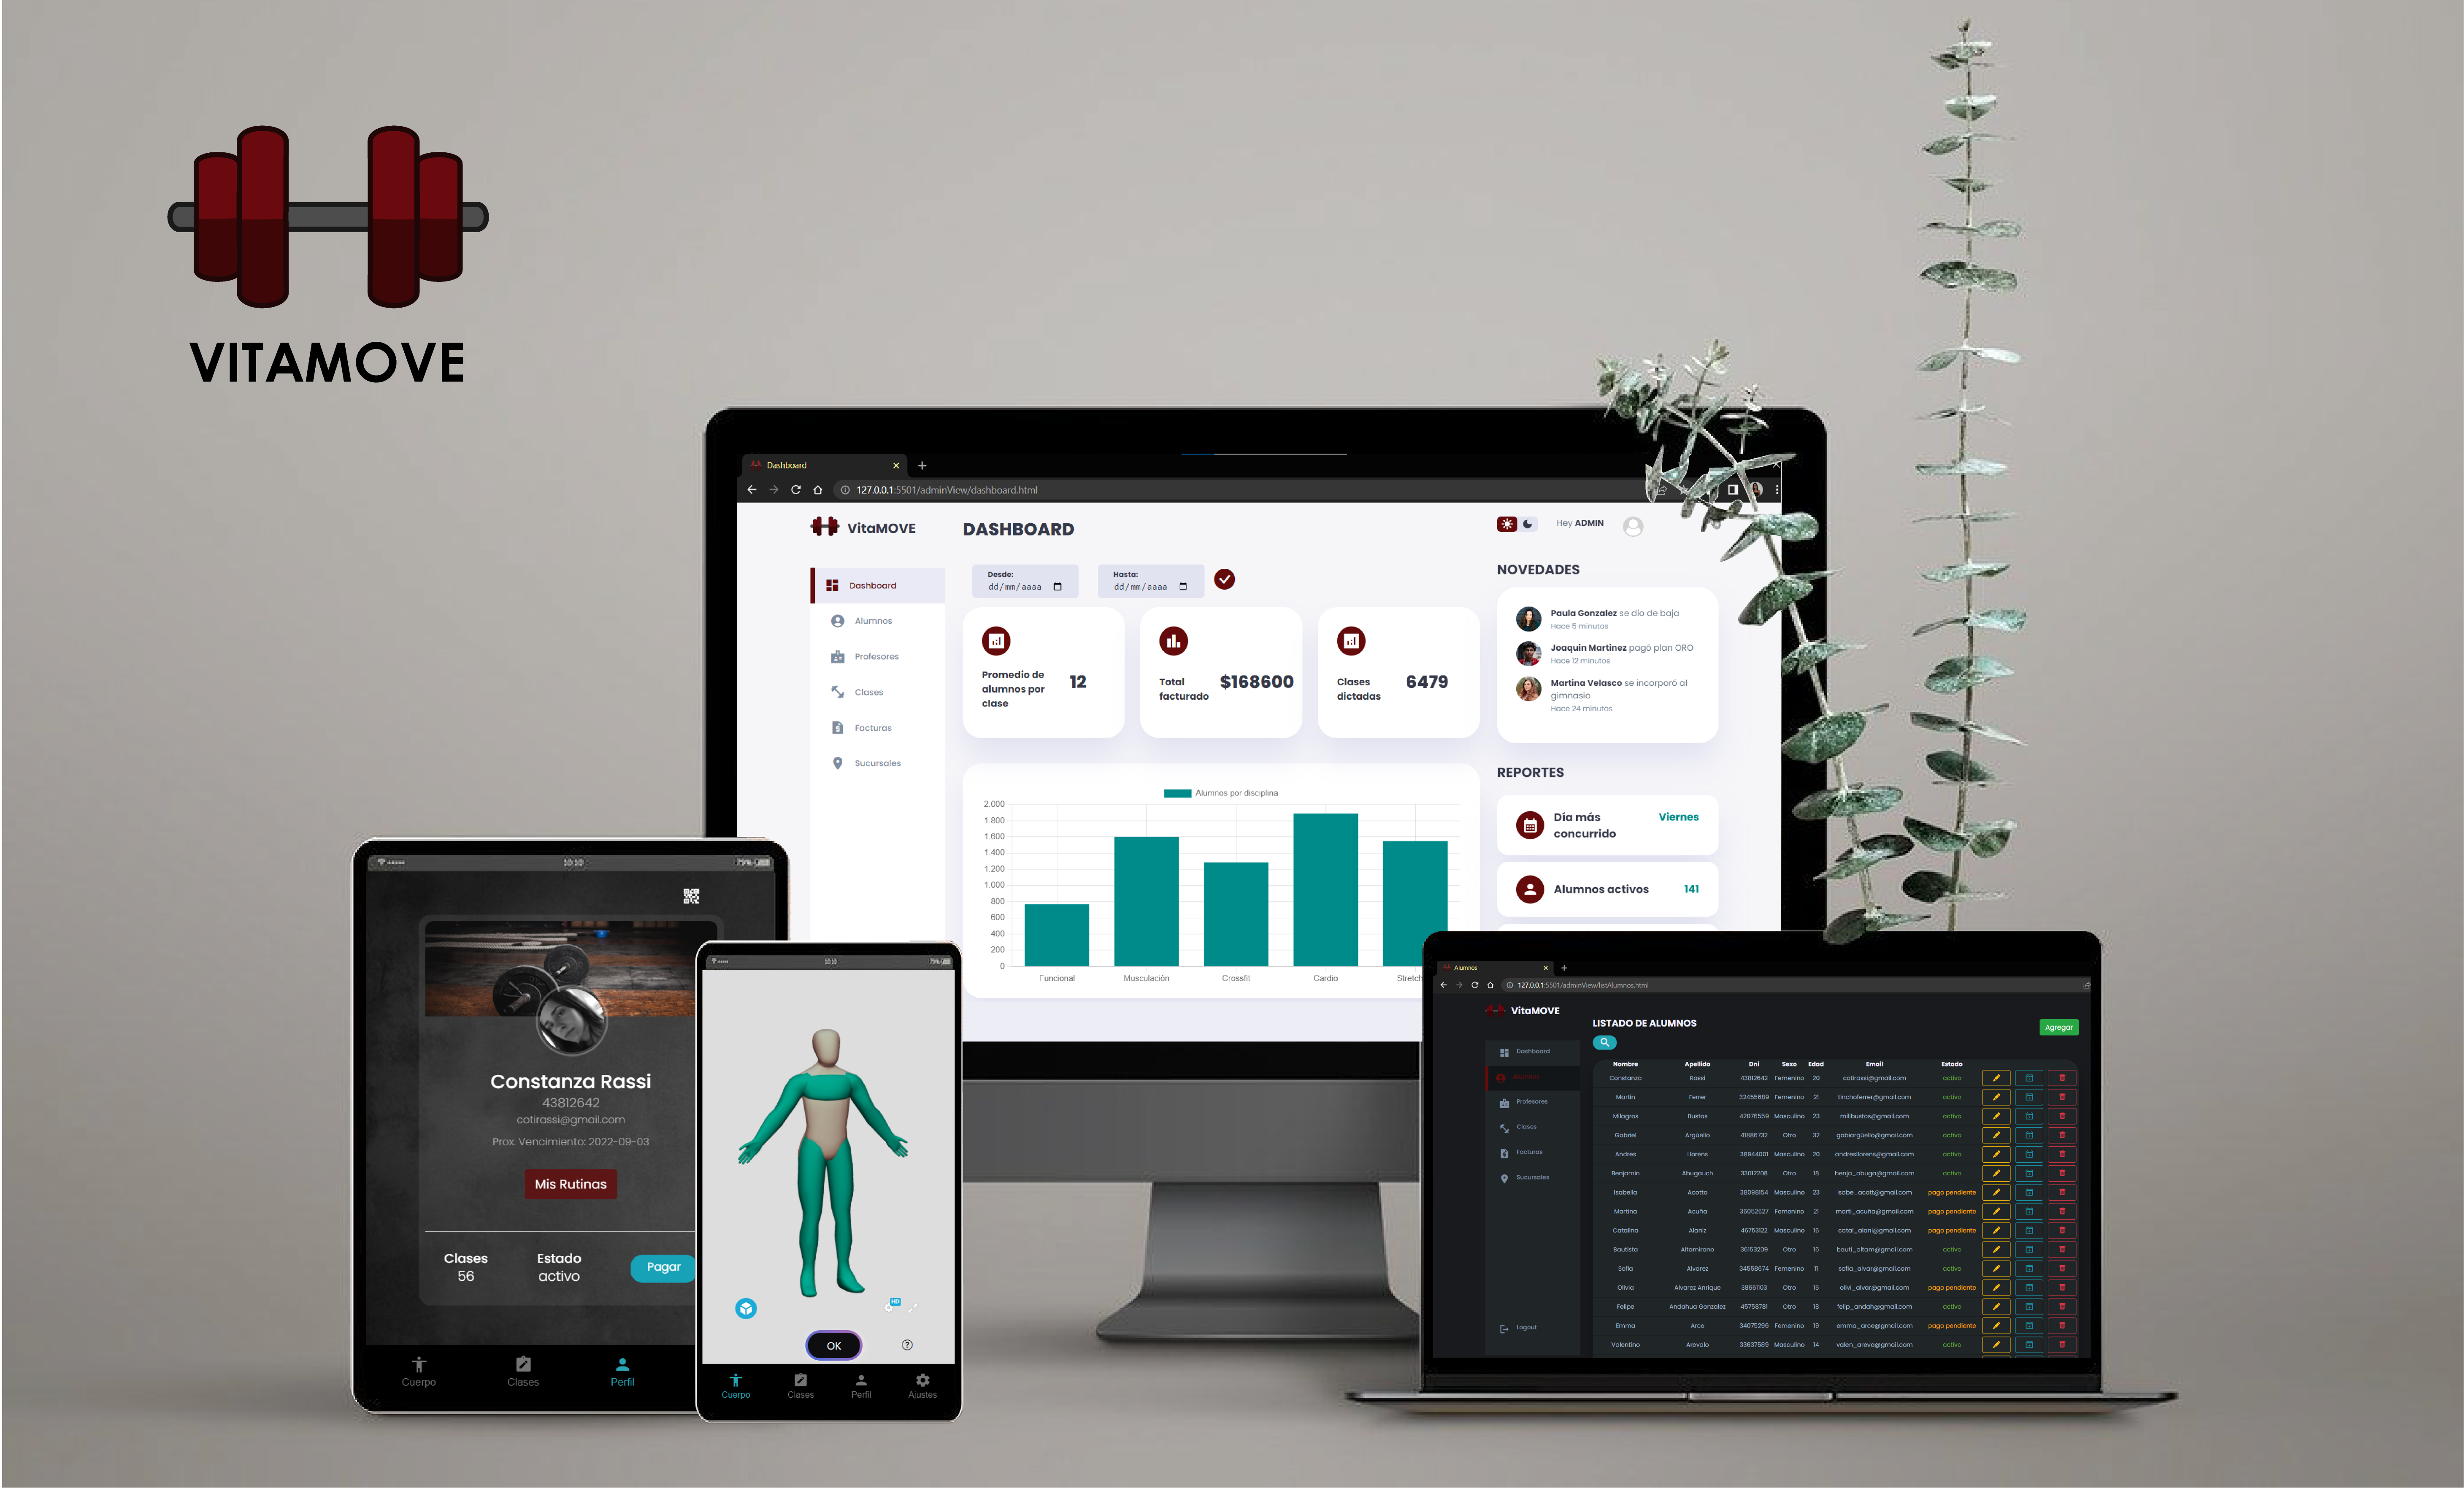 VITAMOVE
Dashboard
127.0.0.1:5501/adminView/dashboard.html
VitaMOVE
DASHBOARD
Hey ADMIN
Dashboard
Alumnos
Profesores
Clases
Facturas
Sucursales
Desde:
dd/mm/aaaa
Hasta:
dd/mm/aaaa
Promedio de
alumnos por
clase
12
Total
facturado
$168600
Clases
dictadas
6479
NOVEDADES
Paula Gonzalez se dio de baja
Hace 5 minutos
Joaquin Martinez pagó plan ORO
Hace 12 minutos
Martina Velasco se incorporó al
gimnasio
Hace 24 minutos
Alumnos por disciplina
2.000
1.800
1.600
1.400
1.200
1.000
800
600
400
200
0
Funcional
Musculación
Crossfit
Cardio
Stretch
REPORTES
Día más
concurrido
Viernes
Alumnos activos
141
10:10
79%
Constanza Rassi
43812642
cotirassi@gmail.com
Prox. Vencimiento: 2022-09-03
Mis Rutinas
Clases
56
Estado
activo
Pagar
Cuerpo
Clases
Perfil
10:10
79%
HD
OK
Cuerpo
Clases
Perfil
Ajustes
Alumnos
127.0.0.1:5501/adminView/listAlumnos.html
VitaMOVE
Dashboard
Alumnos
Profesores
Clases
Facturas
Sucursales
Logout
LISTADO DE ALUMNOS
Agregar
Nombre Apellido Dni Sexo Edad Email Estado
Constanza Rassi 43812642 Femenino 20 cotirassi@gmail.com activo
Martin Ferrer 32455689 Femenino 21 tinchoferrer@gmail.com activo
Milagros Bustos 42076559 Masculino 23 milibustos@gmail.com activo
Gabriel Argüello 41886732 Otro 32 gabiargüello@gmail.com activo
Andres Llorens 38944001 Masculino 20 andresllorens@gmail.com activo
Benjamin Abugauch 33012208 Otro 18 benja_abuga@gmail.com activo
Isabella Acotto 39098154 Masculino 23 isabe_acott@gmail.com pago pendiente
Martina Acuña Femenino 21 marti_acuña@gmail.com pago pendiente
Catalina Alaniz 46753122 Masculino 16 catal_alani@gmail.com pago pendiente
Bautista Altamirano 36153209 Otro 16 bauti_altam@gmail.com activo
Sofia Alvarez 34558674 Femenino 11 sofia_alvar@gmail.com activo
Olivia Alvarez Anrique Otro 15 olivi_alvar@gmail.com pago pendiente
Felipe Andahua Gonzalez 45758781 Otro 18 felip_andah@gmail.com activo
Emma Arce 34075298 Femenino 19 emma_arce@gmail.com pago pendiente
Valentino Arevalo 33637569 Masculino 14 valen_areva@gmail.com activo